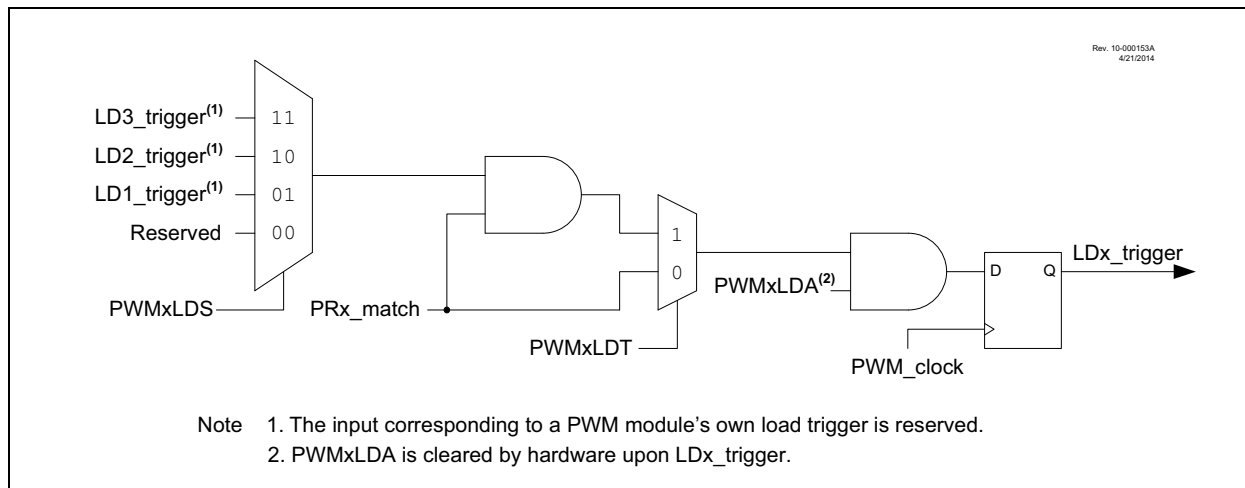 Rev. 10-000153A
4/21/2014
LD3_trigger(1)
11
LD2_trigger(1)
10
LD1_trigger(1)
01
Reserved
00
1
0
LDx_trigger
D
Q
PWMxLDA(2)
PWMxLDS
PRx_match
PWMxLDT
PWM_clock
Note 1. The input corresponding to a PWM module's own load trigger is reserved.
2. PWMxLDA is cleared by hardware upon LDx_trigger.